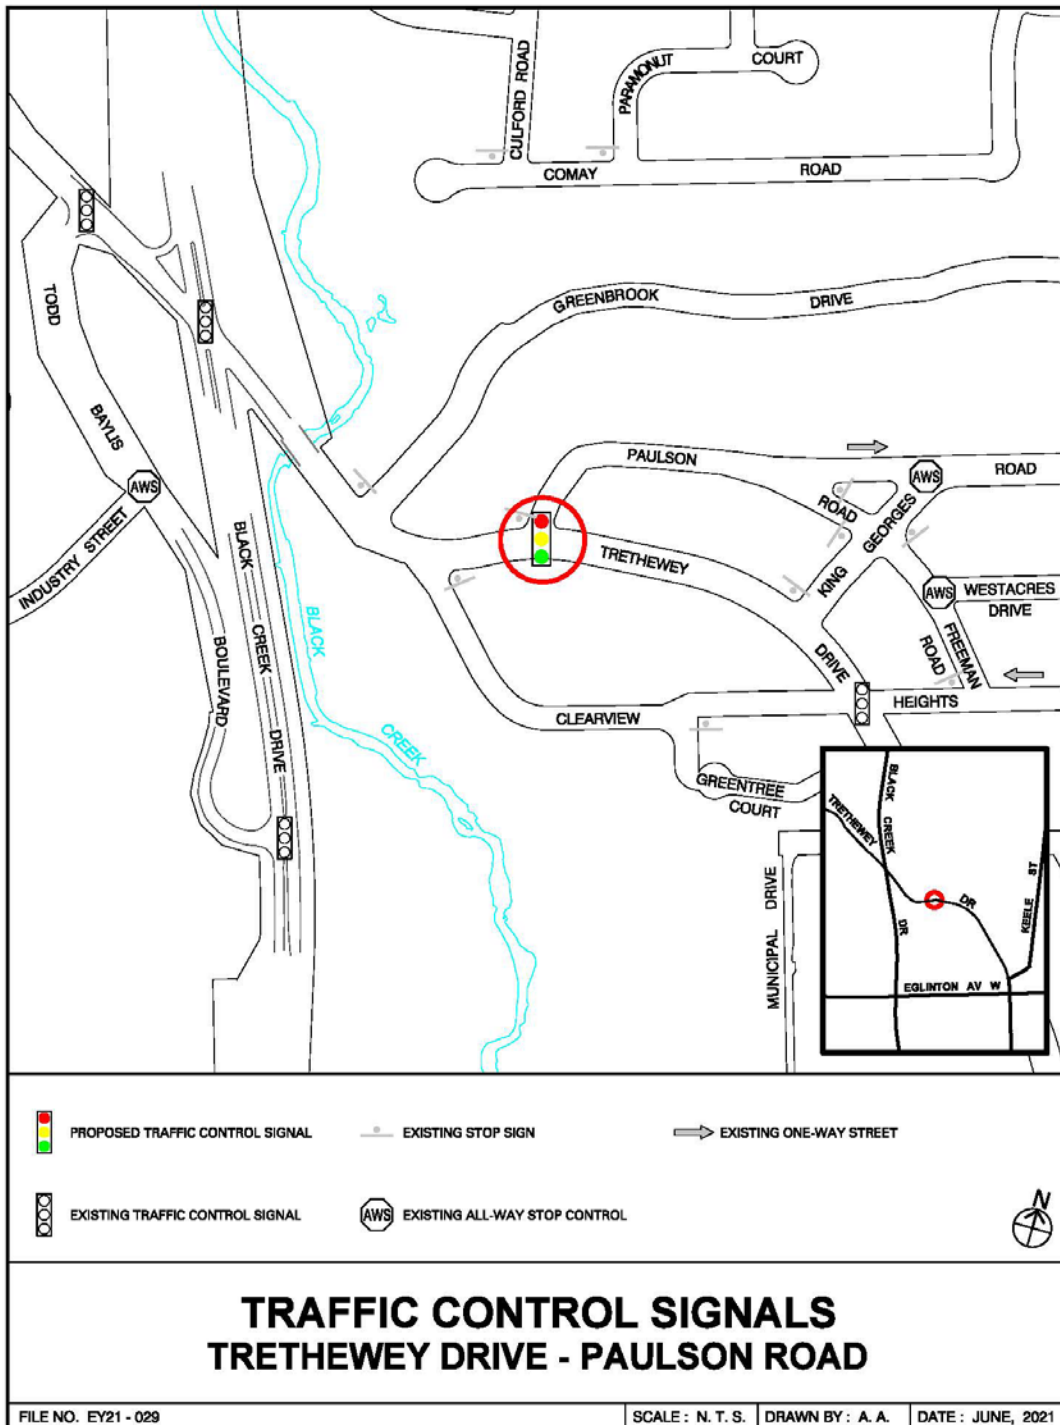 CULFORD ROAD
PARAMONUT
COURT
COMAY
ROAD
TODD
GREENBROOK
DRIVE
BAYLIS
AWS
INDUSTRY STREET
PAULSON
ROAD
AWS
ROAD
GEORGES
KING
TRETHEWEY
DRIVE
AWS
WESTACRES
DRIVE
FREEMAN
ROAD
BLACK
CREEK
DRIVE
BOULEVARD
BLACK
CREEK
CLEARVIEW
HEIGHTS
GREENTREE
COURT
MUNICIPAL DRIVE
TRETHEWEY
DR
BLACK
CREEK
DR
KEELE ST
EGLINTON AV W
PROPOSED TRAFFIC CONTROL SIGNAL
EXISTING STOP SIGN
EXISTING ONE-WAY STREET
EXISTING TRAFFIC CONTROL SIGNAL
AWS
EXISTING ALL-WAY STOP CONTROL
N
TRAFFIC CONTROL SIGNALS
TRETHEWEY DRIVE - PAULSON ROAD
FILE NO. EY21 - 029
SCALE : N. T. S.
DRAWN BY : A. A.
DATE : JUNE, 2021